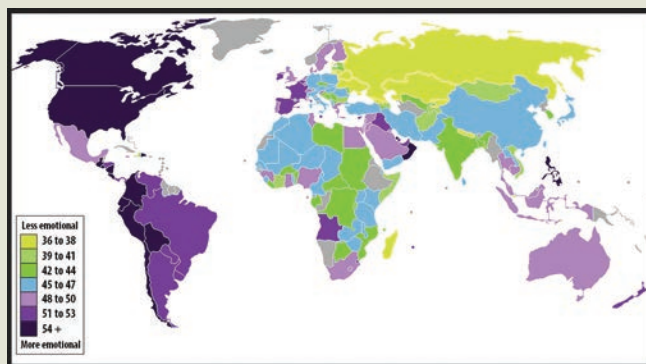 Less emotional
36 to 38
39 to 41
42 to 44
45 to 47
48 to 50
51 to 53
54 +
More emotional